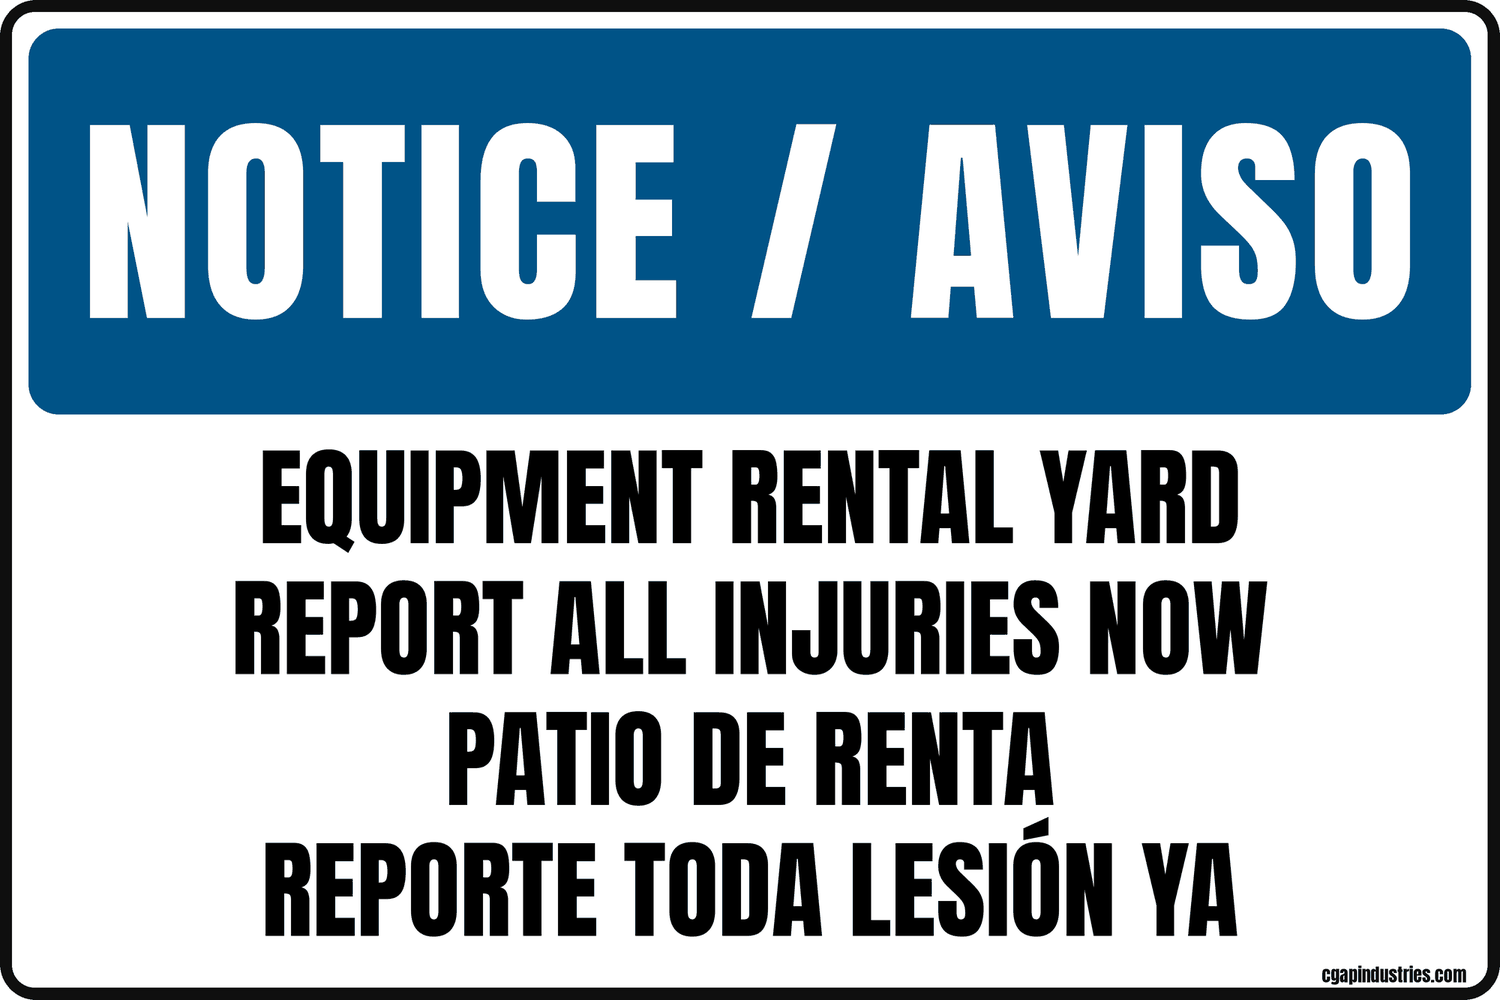 NOTICE / AVISO
EQUIPMENT RENTAL YARD
REPORT ALL INJURIES NOW
PATIO DE RENTA
REPORTE TODA LESIÓN YA
cgapindustries.com